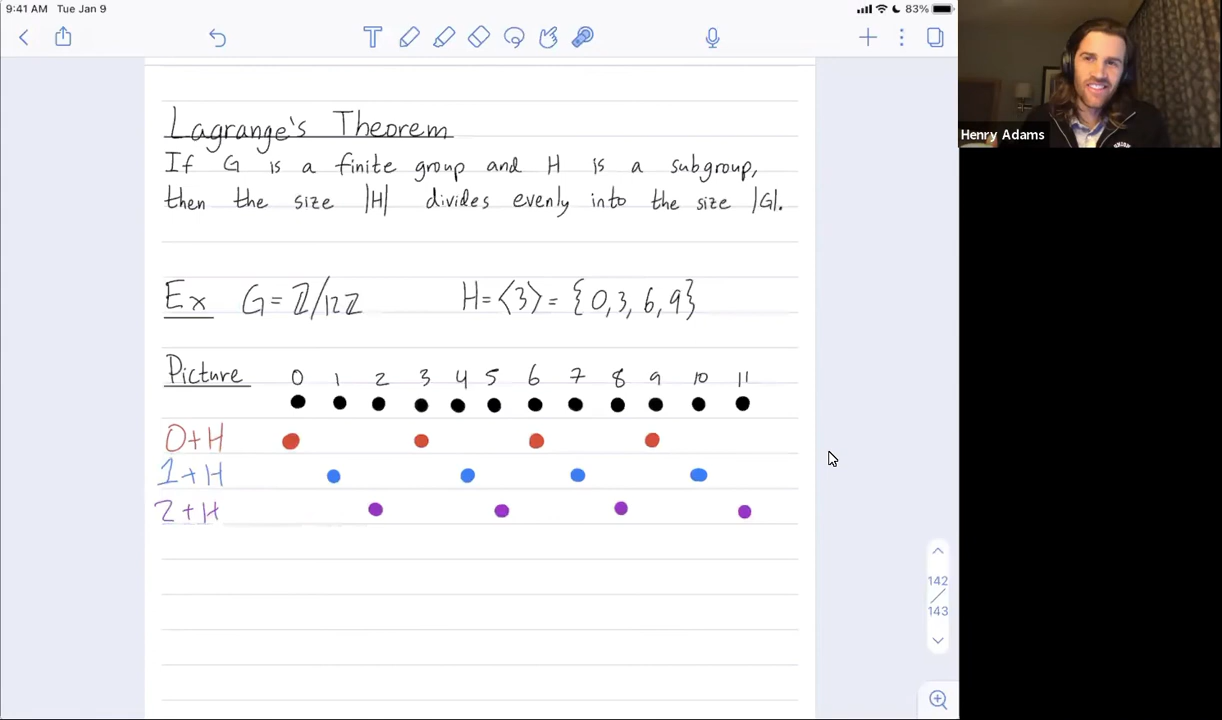 9:41 AM Tue Jan 9
83%
Henry Adams
Lagrange's Theorem
If G is a finite group and H is a subgroup,
then the size |H| divides evenly into the size |G|.
Ex G = ℤ/12ℤ H = ⟨3⟩ = {0, 3, 6, 9}
Picture 0 1 2 3 4 5 6 7 8 9 10 11
0+H
1+H
2+H
142
/
143